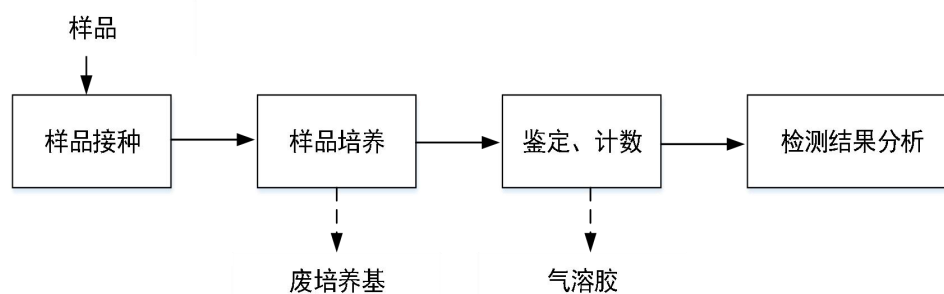 样品
样品接种
样品培养
鉴定、计数
检测结果分析
废培养基
气溶胶